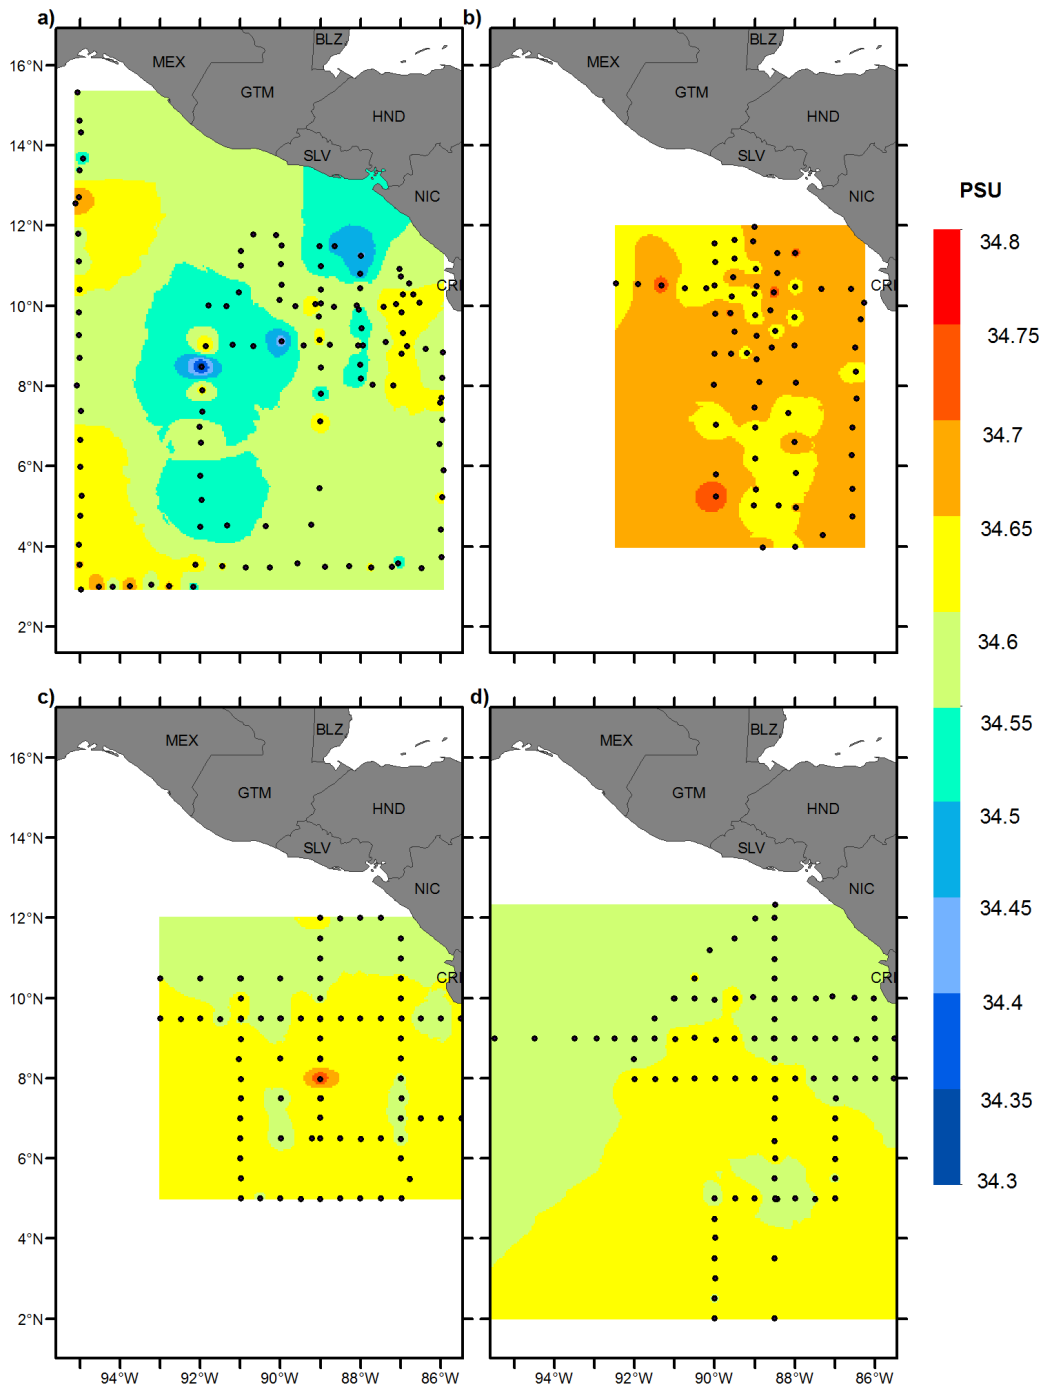 a)
b)
BLZ
BLZ
MEX
MEX
GTM
GTM
HND
HND
SLV
SLV
NIC
NIC
CRI
CRI
16°N
14°N
12°N
10°N
8°N
6°N
4°N
2°N
PSU
34.8
34.75
34.7
34.65
34.6
34.55
34.5
34.45
34.4
34.35
34.3
c)
d)
BLZ
BLZ
MEX
MEX
GTM
GTM
HND
HND
SLV
SLV
NIC
NIC
CRI
CRI
16°N
14°N
12°N
10°N
8°N
6°N
4°N
2°N
94°W 92°W 90°W 88°W 86°W
94°W 92°W 90°W 88°W 86°W